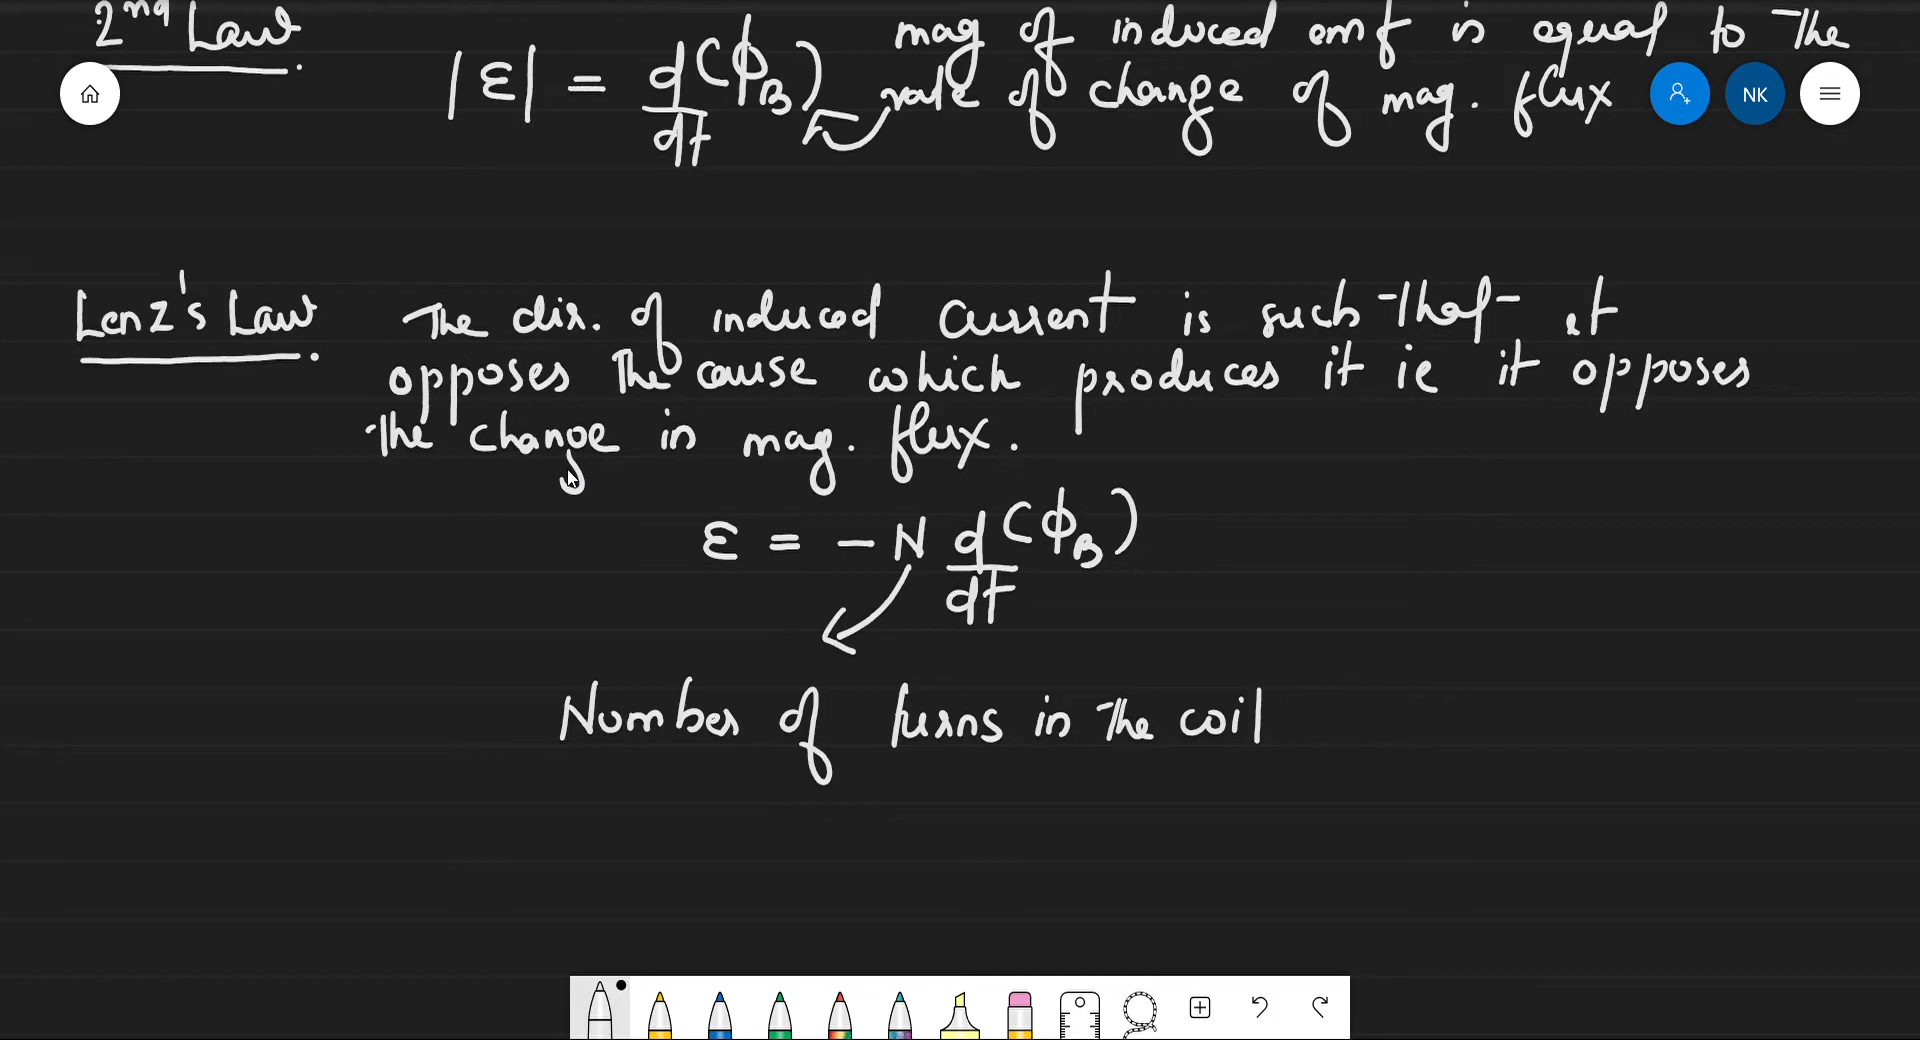 2nd Law.
mag of induced emf is equal to the
|ε| = d(ϕB)/dt
rate of change of mag. flux
NK
Lenz's Law. The dir. of induced current is such that it
opposes the cause which produces it ie it opposes
the change in mag. flux.
ε = - N d(ϕB)/dt
Number of turns in the coil